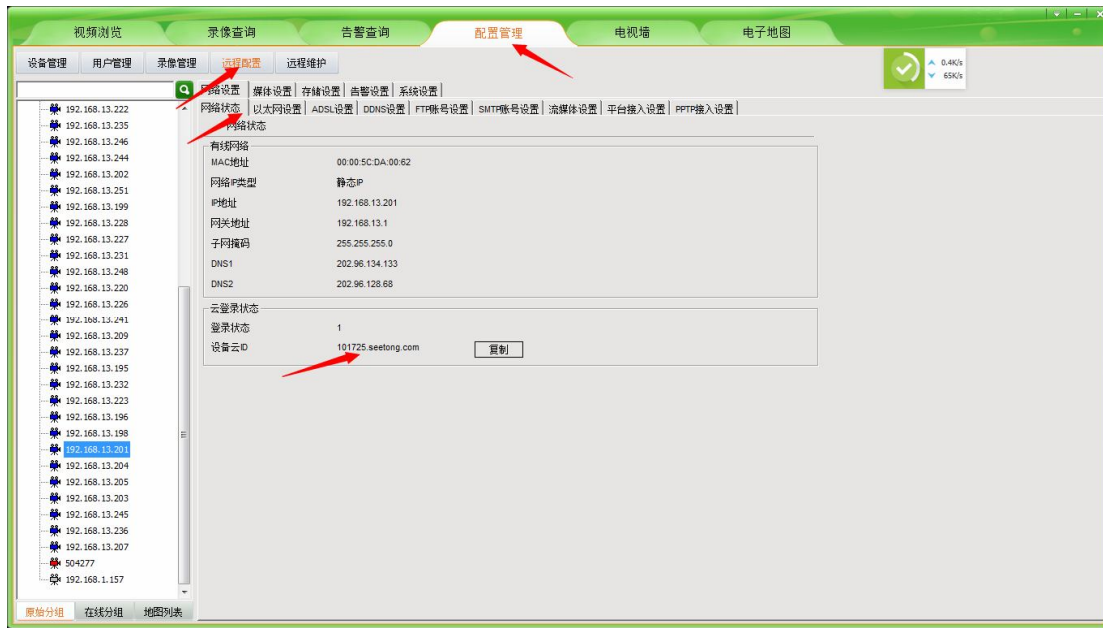 视频浏览 录像查询 告警查询 配置管理 电视墙 电子地图
设备管理 用户管理 录像管理 远程配置 远程维护
0.4K/s
65K/s
网络设置 媒体设置 存储设置 告警设置 系统设置
网络状态 以太网设置 ADSL设置 DDNS设置 FTP账号设置 SMTP账号设置 流媒体设置 平台接入设置 PPTP接入设置
192.168.13.222
192.168.13.235
192.168.13.246
192.168.13.244
192.168.13.202
192.168.13.251
192.168.13.199
192.168.13.228
192.168.13.227
192.168.13.231
192.168.13.248
192.168.13.220
192.168.13.226
192.168.13.241
192.168.13.209
192.168.13.237
192.168.13.195
192.168.13.232
192.168.13.223
192.168.13.196
192.168.13.198
192.168.13.201
192.168.13.204
192.168.13.205
192.168.13.203
192.168.13.245
192.168.13.236
192.168.13.207
504277
192.168.1.157
原始分组 在线分组 地图列表
网络状态
有线网络
MAC地址 00:00:5C:DA:00:62
网络IP类型 静态IP
IP地址 192.168.13.201
网关地址 192.168.13.1
子网掩码 255.255.255.0
DNS1 202.96.134.133
DNS2 202.96.128.68
云登录状态
登录状态 1
设备云ID 101725.seetong.com 复制